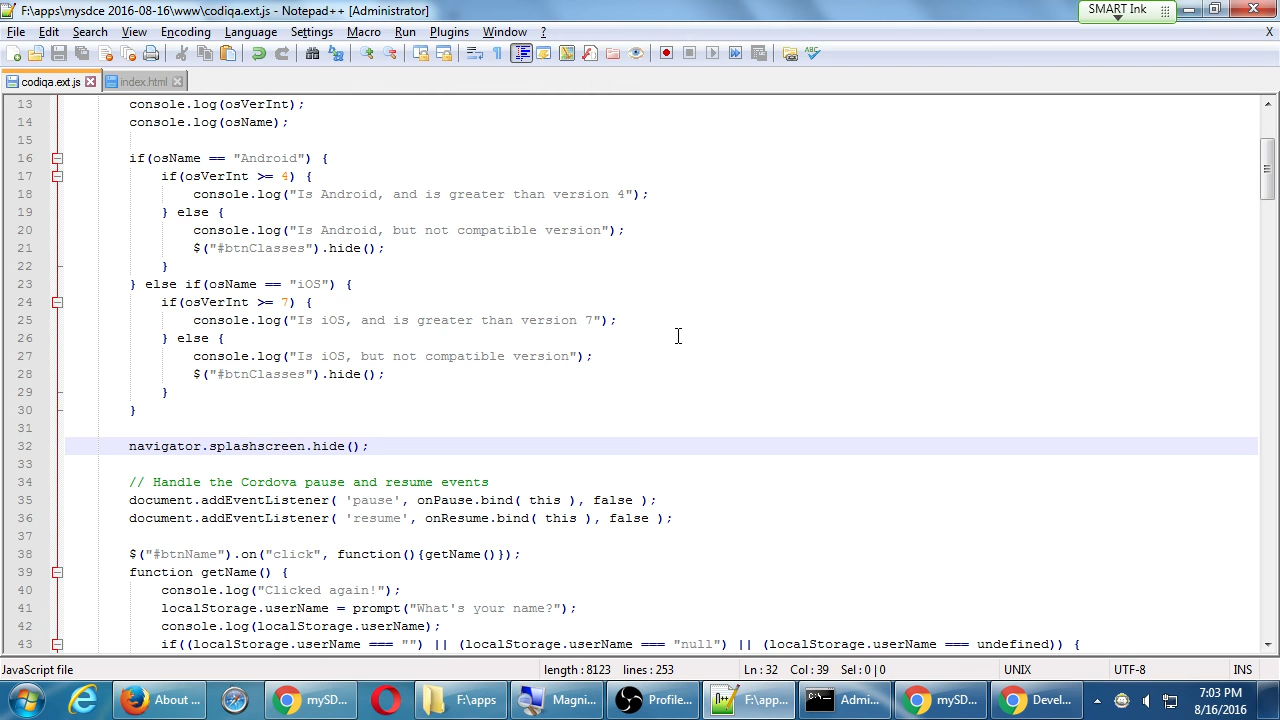 F:\apps\mysdce 2016-08-16\www\codiqa.ext.js - Notepad++ [Administrator]
SMART Ink
File Edit Search View Encoding Language Settings Macro Run Plugins Window ? X
codiqa.ext.js index.html
13 console.log(osVerInt);
14 console.log(osName);
15
16 if(osName == "Android") {
17 if(osVerInt >= 4) {
18 console.log("Is Android, and is greater than version 4");
19 } else {
20 console.log("Is Android, but not compatible version");
21 $("#btnClasses").hide();
22 }
23 } else if(osName == "iOS") {
24 if(osVerInt >= 7) {
25 console.log("Is iOS, and is greater than version 7");
26 } else {
27 console.log("Is iOS, but not compatible version");
28 $("#btnClasses").hide();
29 }
30 }
31
32 navigator.splashscreen.hide();
33
34 // Handle the Cordova pause and resume events
35 document.addEventListener( 'pause', onPause.bind( this ), false );
36 document.addEventListener( 'resume', onResume.bind( this ), false );
37
38 $("#btnName").on("click", function(){getName()});
39 function getName() {
40 console.log("Clicked again!");
41 localStorage.userName = prompt("What's your name?");
42 console.log(localStorage.userName);
43 if((localStorage.userName === "") || (localStorage.userName === "null") || (localStorage.userName === undefined)) {
JavaScript file length : 8123 lines : 253 Ln : 32 Col : 39 Sel : 0 | 0 UNIX UTF-8 INS
About ... mySD... F:\apps Magni... Profile... F:\app... Admi... mySD... Devel... 7:03 PM
8/16/2016